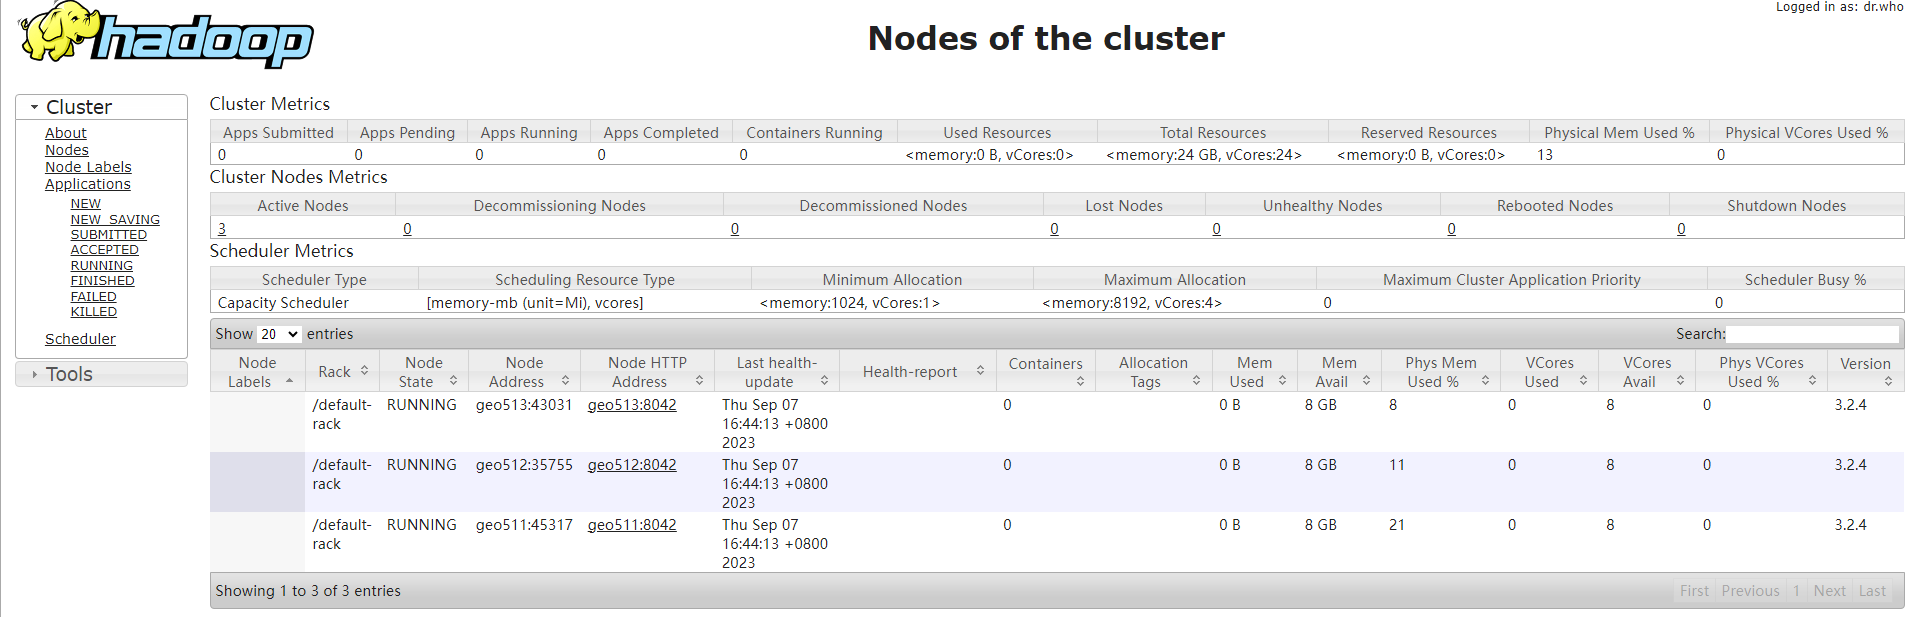 Logged in as: dr.who
hadoop
Nodes of the cluster
Cluster
About
Nodes
Node Labels
Applications
NEW
NEW_SAVING
SUBMITTED
ACCEPTED
RUNNING
FINISHED
FAILED
KILLED
Scheduler
Tools
Cluster Metrics
Apps Submitted Apps Pending Apps Running Apps Completed Containers Running Used Resources Total Resources Reserved Resources Physical Mem Used % Physical VCores Used %
0 0 0 0 0 <memory:0 B, vCores:0> <memory:24 GB, vCores:24> <memory:0 B, vCores:0> 13 0
Cluster Nodes Metrics
Active Nodes Decommissioning Nodes Decommissioned Nodes Lost Nodes Unhealthy Nodes Rebooted Nodes Shutdown Nodes
3 0 0 0 0 0 0
Scheduler Metrics
Scheduler Type Scheduling Resource Type Minimum Allocation Maximum Allocation Maximum Cluster Application Priority Scheduler Busy %
Capacity Scheduler [memory-mb (unit=Mi), vcores] <memory:1024, vCores:1> <memory:8192, vCores:4> 0 0
Show 20 entries Search:
Node Labels Rack Node State Node Address Node HTTP Address Last health-update Health-report Containers Allocation Tags Mem Used Mem Avail Phys Mem Used % VCores Used VCores Avail Phys VCores Used % Version
/default-rack RUNNING geo513:43031 geo513:8042 Thu Sep 07 16:44:13 +0800 2023 0 0 B 8 GB 8 0 8 0 3.2.4
/default-rack RUNNING geo512:35755 geo512:8042 Thu Sep 07 16:44:13 +0800 2023 0 0 B 8 GB 11 0 8 0 3.2.4
/default-rack RUNNING geo511:45317 geo511:8042 Thu Sep 07 16:44:13 +0800 2023 0 0 B 8 GB 21 0 8 0 3.2.4
Showing 1 to 3 of 3 entries First Previous 1 Next Last